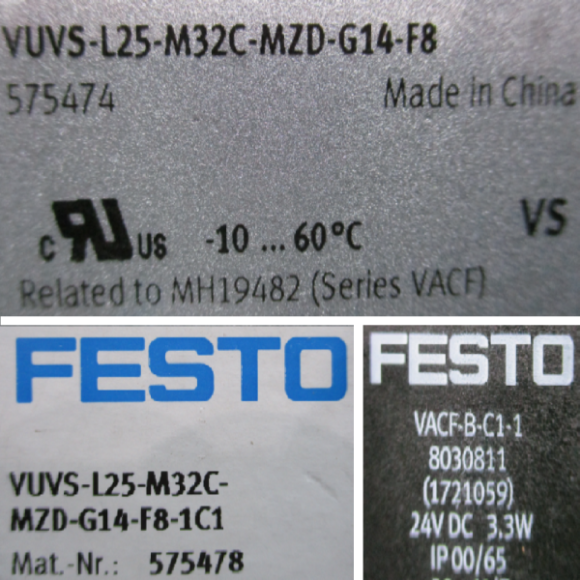 VUVS-L25-M32C-MZD-G14-F8
575474 Made in China
VS
c RU US -10 ... 60°C
Related to MH19482 (Series VACF)
FESTO
VUVS-L25-M32C-
MZD-G14-F8-1C1
Mat.-Nr.: 575478
FESTO
VACF-B-C1-1
8030811
(1721059)
24V DC 3.3W
IP00/65